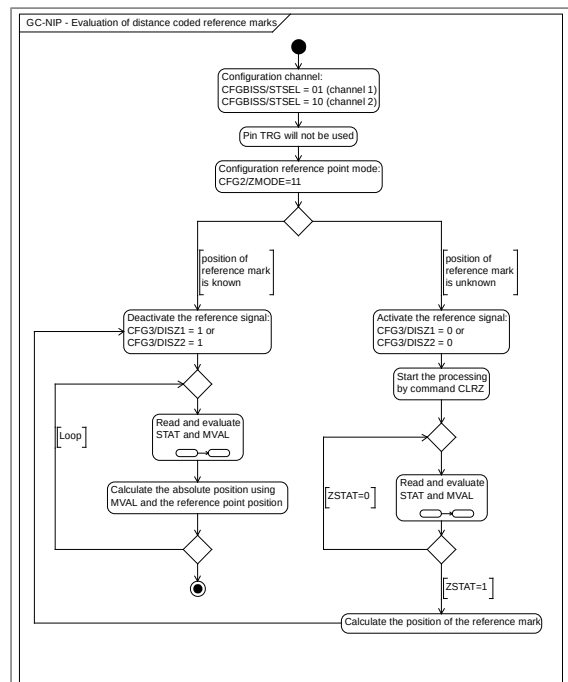 GC-NIP - Evaluation of distance coded reference marks
Configuration channel:
CFGBISS/STSEL = 01 (channel 1)
CFGBISS/STSEL = 10 (channel 2)
Pin TRG will not be used
Configuration reference point mode:
CFG2/ZMODE=11
position of
reference mark
is known
position of
reference mark
is unknown
Deactivate the reference signal:
CFG3/DISZ1 = 1 or
CFG3/DISZ2 = 1
Activate the reference signal:
CFG3/DISZ1 = 0 or
CFG3/DISZ2 = 0
Start the processing
by command CLRZ
Loop
Read and evaluate
STAT and MVAL
Calculate the absolute position using
MVAL and the reference point position
ZSTAT=0
Read and evaluate
STAT and MVAL
ZSTAT=1
Calculate the position of the reference mark